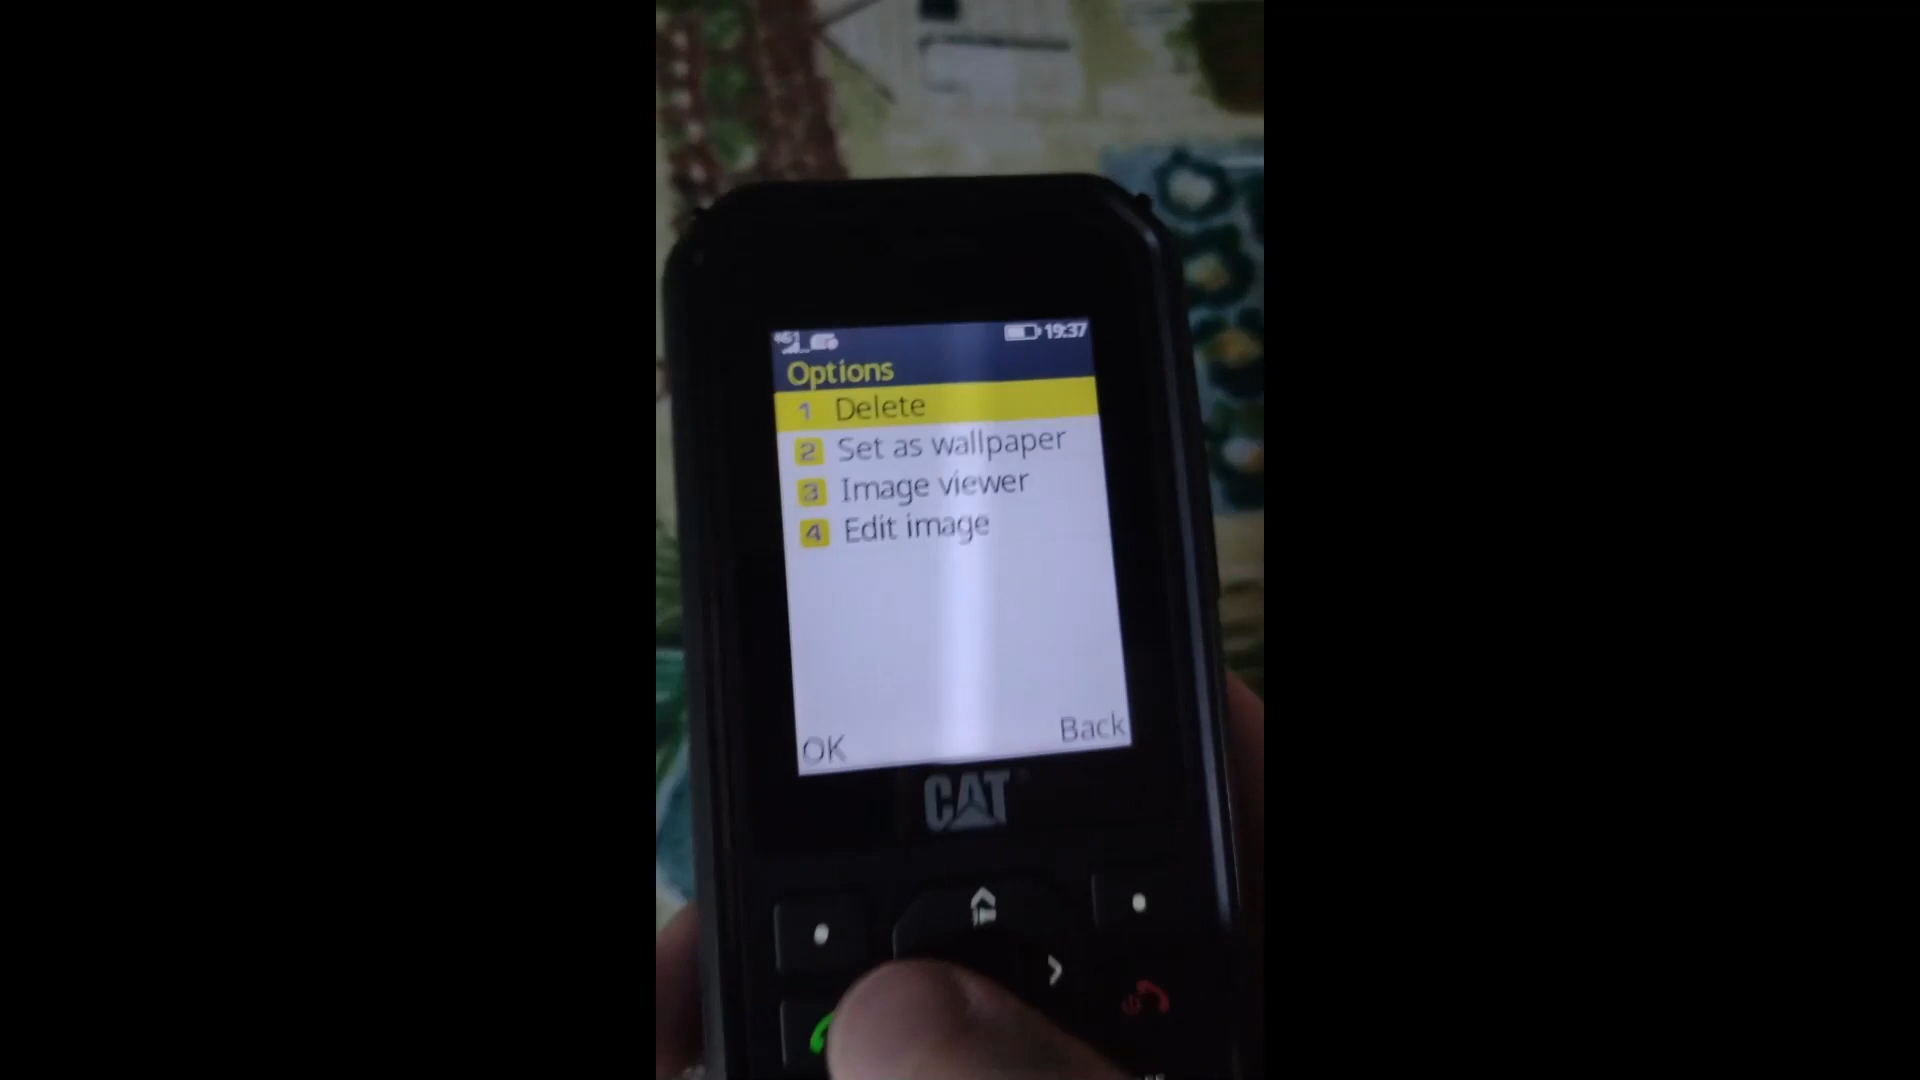 19:37
Options
1 Delete
2 Set as wallpaper
3 Image viewer
4 Edit image
OK Back
CAT